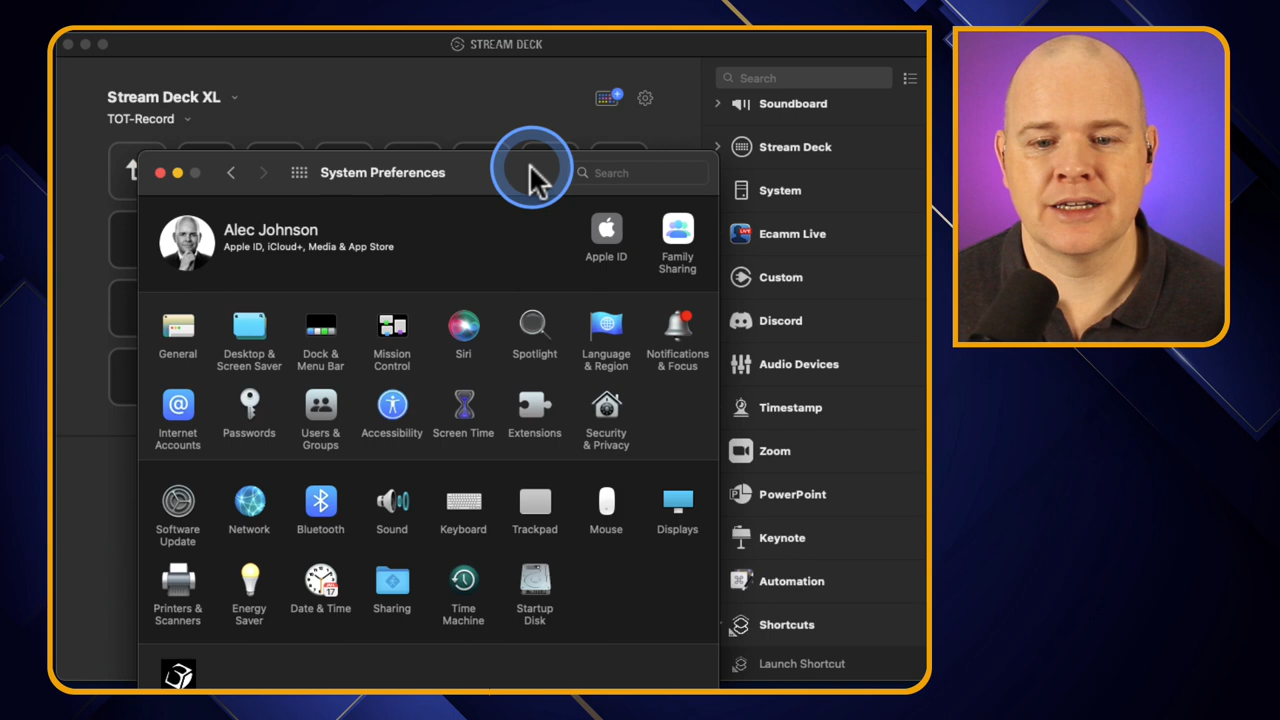 STREAM DECK
Stream Deck XL
TOT-Record
System Preferences
Search
Alec Johnson
Apple ID, iCloud+, Media & App Store
Apple ID
Family
Sharing
General
Desktop &
Screen Saver
Dock &
Menu Bar
Mission
Control
Siri
Spotlight
Language
& Region
Notifications
& Focus
Internet
Accounts
Passwords
Users &
Groups
Accessibility
Screen Time
Extensions
Security
& Privacy
Software
Update
Network
Bluetooth
Sound
Keyboard
Trackpad
Mouse
Displays
Printers &
Scanners
Energy
Saver
Date & Time
Sharing
Time
Machine
Startup
Disk
Search
Soundboard
Stream Deck
System
Ecamm Live
Custom
Discord
Audio Devices
Timestamp
Zoom
PowerPoint
Keynote
Automation
Shortcuts
Launch Shortcut